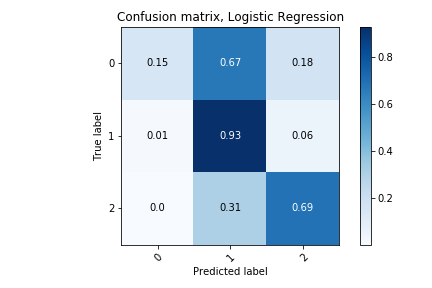 Confusion matrix, Logistic Regression
0 0.15 0.67 0.18
1 0.01 0.93 0.06
2 0.0 0.31 0.69
0 1 2
True label
Predicted label
0.8
0.6
0.4
0.2